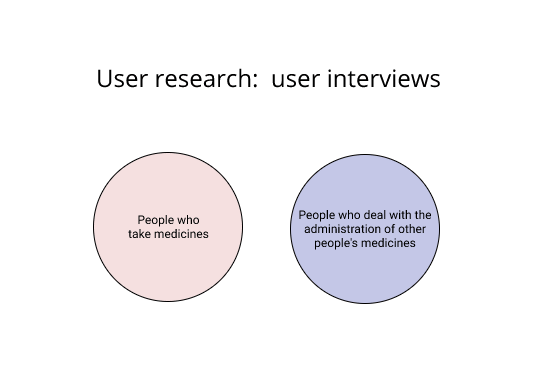 User research:  user interviews
People who
take medicines
People who deal with the
administration of other
people's medicines